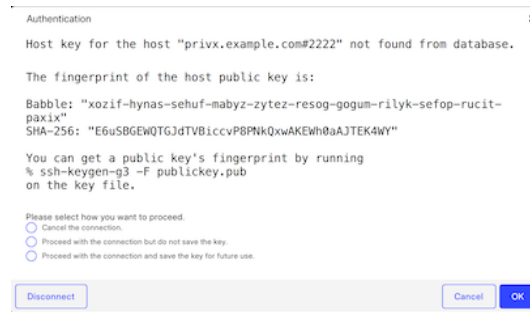 Authentication
Host key for the host "privx.example.com#2222" not found from database.
The fingerprint of the host public key is:
Babble: "xozif-hynas-sehuf-mabyz-zytez-resog-gogum-rilyk-sefop-rucit-
paxix"
SHA-256: "E6uSBGEWQTGJdTVBiccvP8PNkQxwAKEWh0aAJTEK4WY"
You can get a public key's fingerprint by running
% ssh-keygen-g3 -F publickey.pub
on the key file.
Please select how you want to proceed.
Cancel the connection.
Proceed with the connection but do not save the key.
Proceed with the connection and save the key for future use.
Disconnect
Cancel
OK